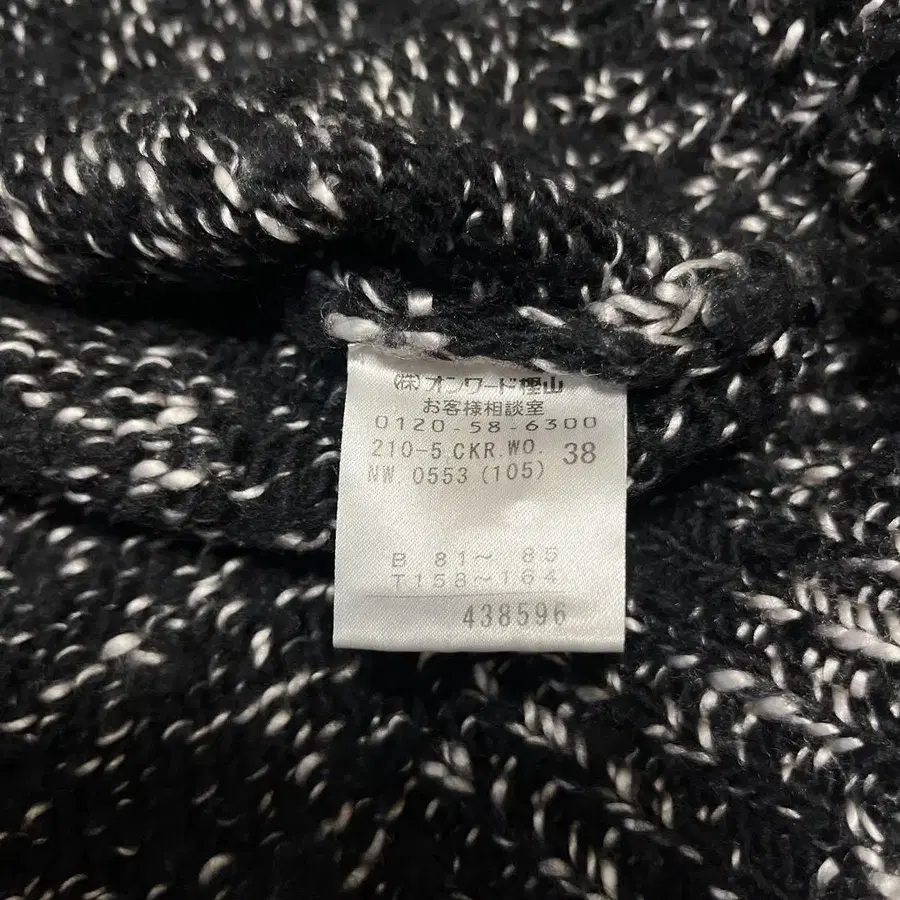 (株)オンワード樫山
お客様相談室
0120-58-6300
210-5.CKR.WO. 38
NW. 0553 (105)
B 81～ 85
T158～164
438596